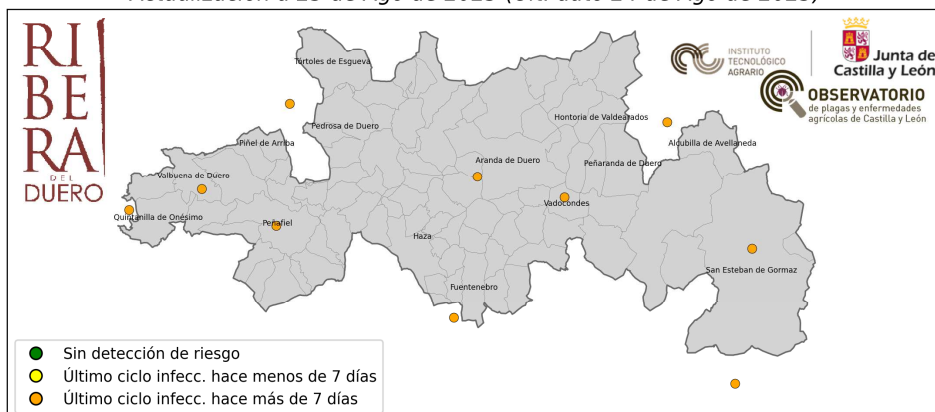 RI
BE
RA
DEL
DUERO
INSTITUTO
TECNOLÓGICO
AGRARIO
Junta de
Castilla y León
OBSERVATORIO
de plagas y enfermedades
agrícolas de Castilla y León
Tórtoles de Esgueva
Hontoria de Valdearados
Pedrosa de Duero
Piñel de Arriba
Alcubilla de Avellaneda
Aranda de Duero
Peñaranda de Duero
Valbuena de Duero
Vadocondes
Quintanilla de Onésimo
Peñafiel
Haza
San Esteban de Gormaz
Fuentenebro
Sin detección de riesgo
Último ciclo infecc. hace menos de 7 días
Último ciclo infecc. hace más de 7 días